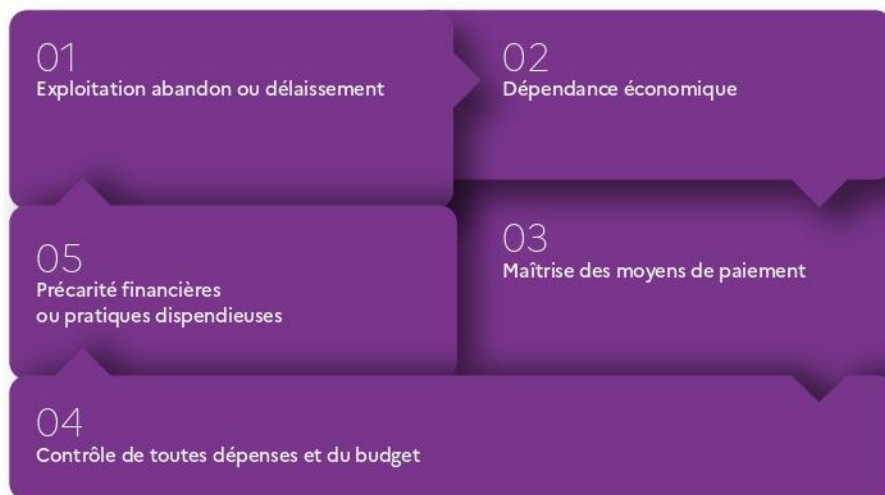 01
Exploitation abandon ou délaissement
02
Dépendance économique
03
Maîtrise des moyens de paiement
04
Contrôle de toutes dépenses et du budget
05
Précarité financières
ou pratiques dispendieuses